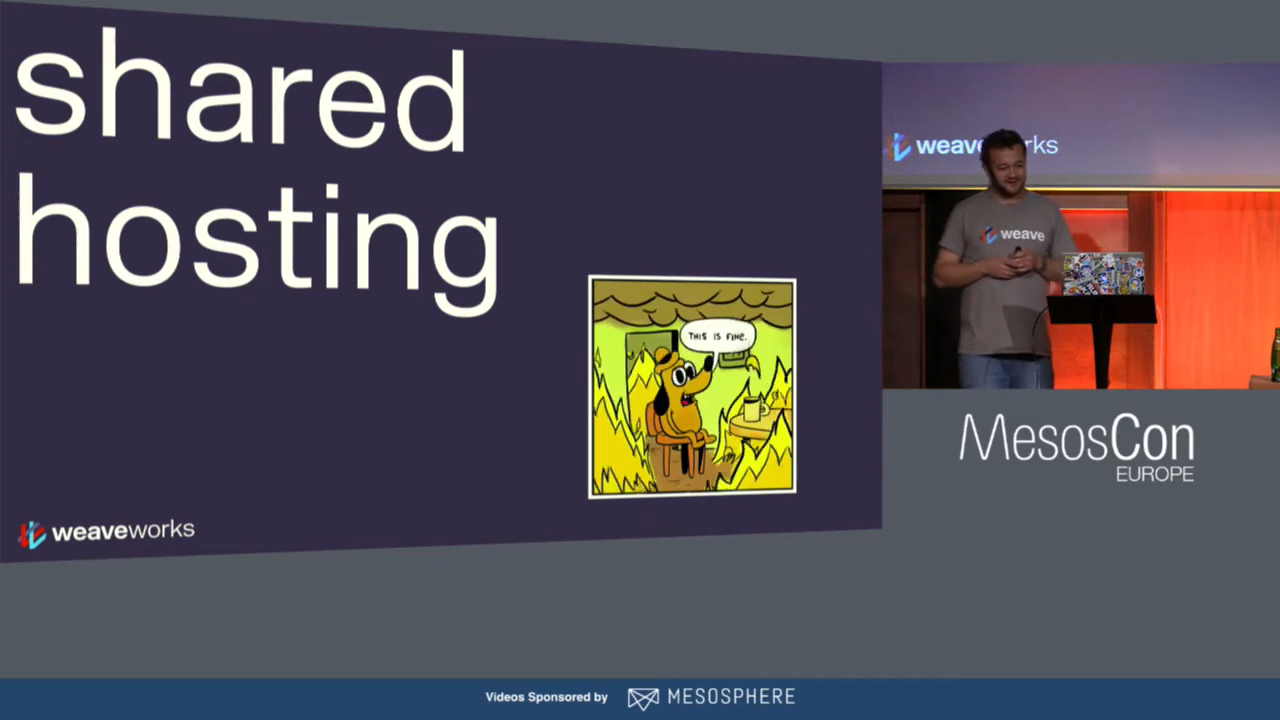 shared
hosting
THIS IS FINE.
weaveworks
weaveworks
weave
MesosCon
EUROPE
Videos Sponsored by MESOSPHERE